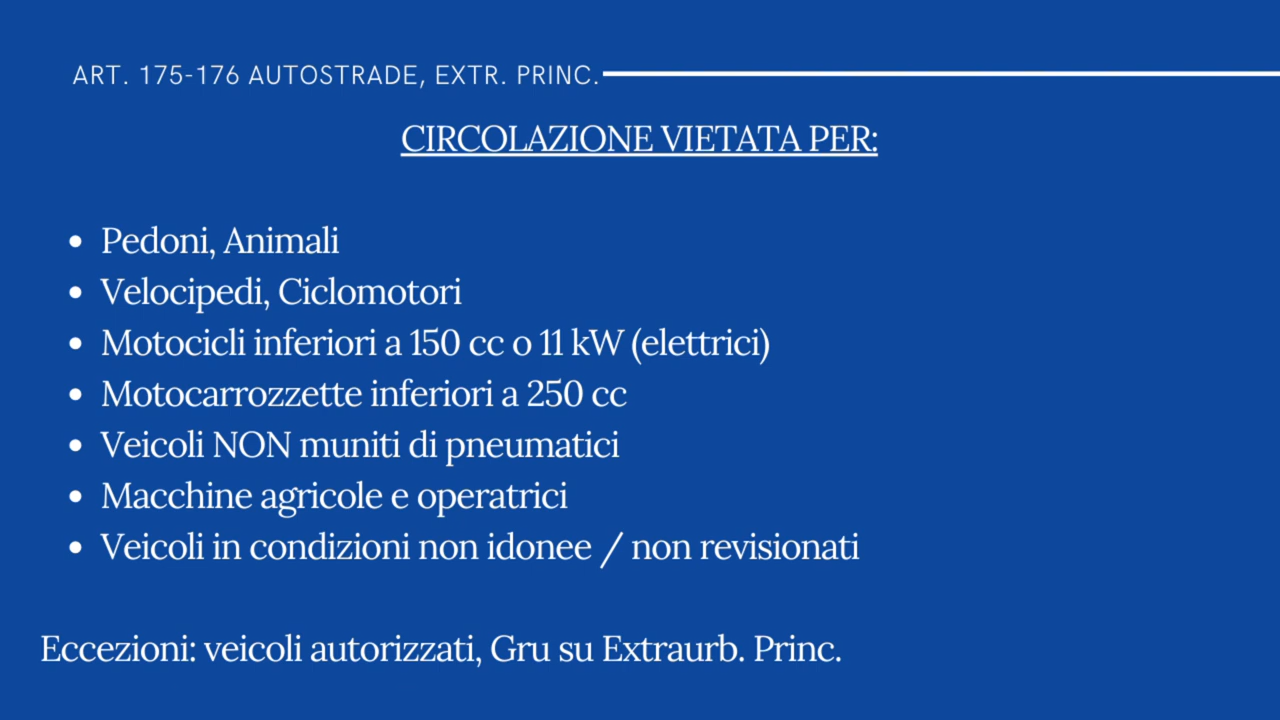 ART. 175-176 AUTOSTRADE, EXTR. PRINC.
CIRCOLAZIONE VIETATA PER:
• Pedoni, Animali
• Velocipedi, Ciclomotori
• Motocicli inferiori a 150 cc o 11 kW (elettrici)
• Motocarrozzette inferiori a 250 cc
• Veicoli NON muniti di pneumatici
• Macchine agricole e operatrici
• Veicoli in condizioni non idonee / non revisionati
Eccezioni: veicoli autorizzati, Gru su Extraurb. Princ.